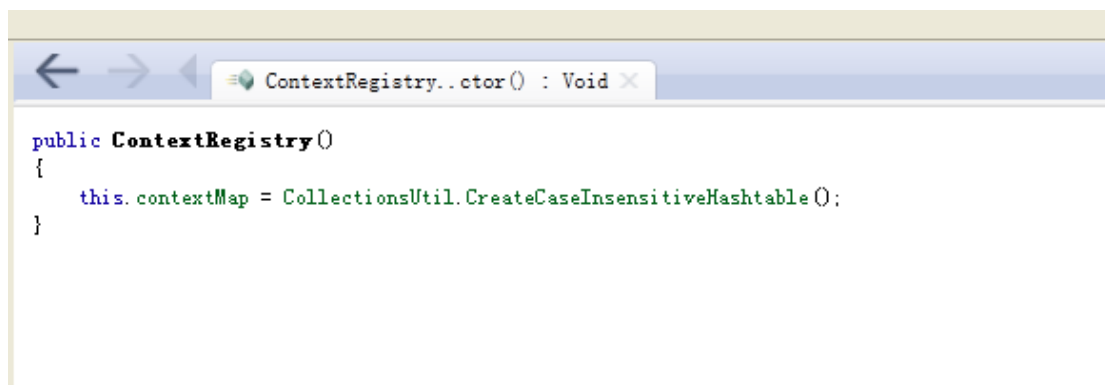 ContextRegistry..ctor() : Void
public ContextRegistry()
{
    this.contextMap = CollectionsUtil.CreateCaseInsensitiveHashtable();
}